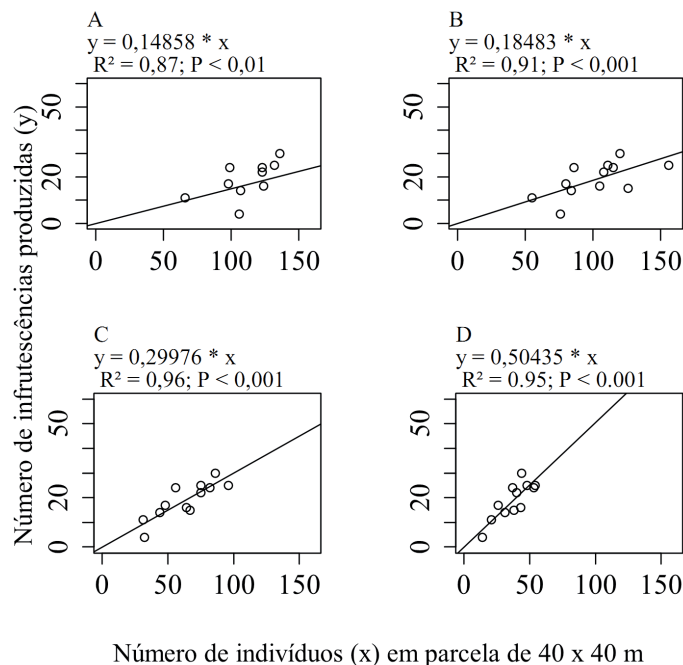 A
y = 0,14858 * x
R² = 0,87; P < 0,01
B
y = 0,18483 * x
R² = 0,91; P < 0,001
Número de infrutescências produzidas (y)
50
20
0
0 50 100 150
50
20
0
0 50 100 150
C
y = 0,29976 * x
R² = 0,96; P < 0,001
D
y = 0,50435 * x
R² = 0.95; P < 0.001
50
20
0
0 50 100 150
50
20
0
0 50 100 150
Número de indivíduos (x) em parcela de 40 x 40 m